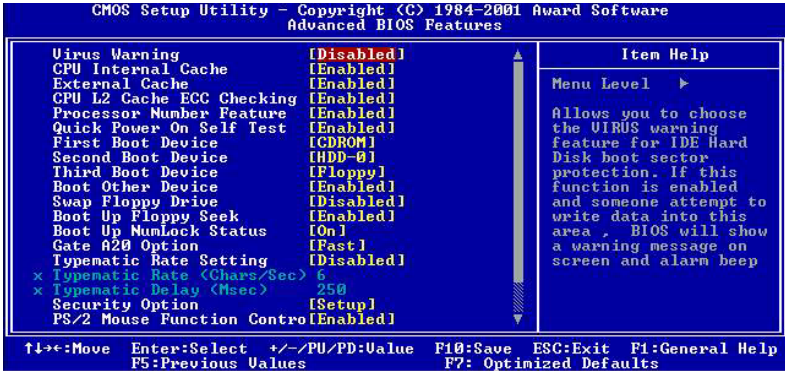 CMOS Setup Utility - Copyright (C) 1984-2001 Award Software
Advanced BIOS Features
Virus Warning [Disabled]
CPU Internal Cache [Enabled]
External Cache [Enabled]
CPU L2 Cache ECC Checking [Enabled]
Processor Number Feature [Enabled]
Quick Power On Self Test [Enabled]
First Boot Device [CDROM]
Second Boot Device [HDD-0]
Third Boot Device [Floppy]
Boot Other Device [Enabled]
Swap Floppy Drive [Disabled]
Boot Up Floppy Seek [Enabled]
Boot Up NumLock Status [On]
Gate A20 Option [Fast]
Typematic Rate Setting [Disabled]
x Typematic Rate (Chars/Sec) 6
x Typematic Delay (Msec) 250
Security Option [Setup]
PS/2 Mouse Function Contro[Enabled]
Item Help
Menu Level ▶
Allows you to choose
the VIRUS warning
feature for IDE Hard
Disk boot sector
protection. If this
function is enabled
and someone attempt to
write data into this
area , BIOS will show
a warning message on
screen and alarm beep
↑↓→←:Move Enter:Select +/-/PU/PD:Value F10:Save ESC:Exit F1:General Help
F5:Previous Values F7: Optimized Defaults